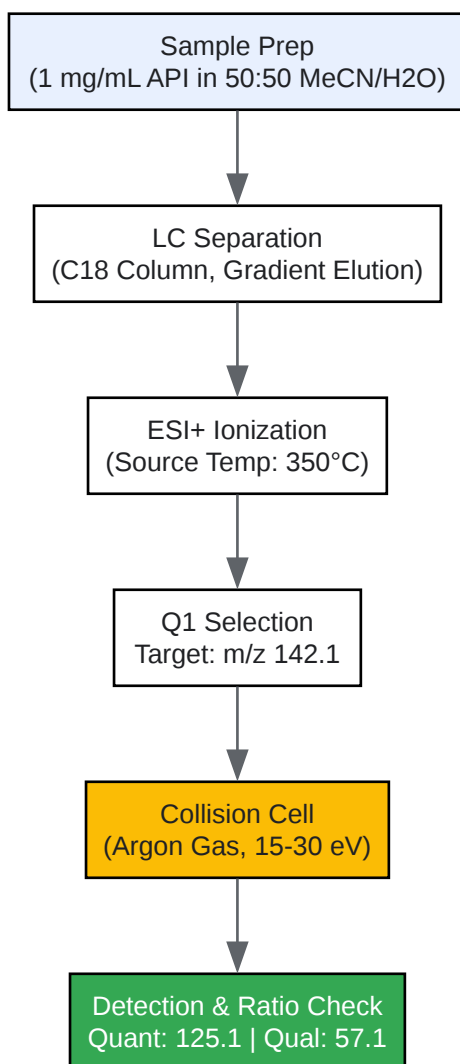 Sample Prep
(1 mg/mL API in 50:50 MeCN/H2O)
LC Separation
(C18 Column, Gradient Elution)
ESI+ Ionization
(Source Temp: 350°C)
Q1 Selection
Target: m/z 142.1
Collision Cell
(Argon Gas, 15-30 eV)
Detection & Ratio Check
Quant: 125.1 | Qual: 57.1